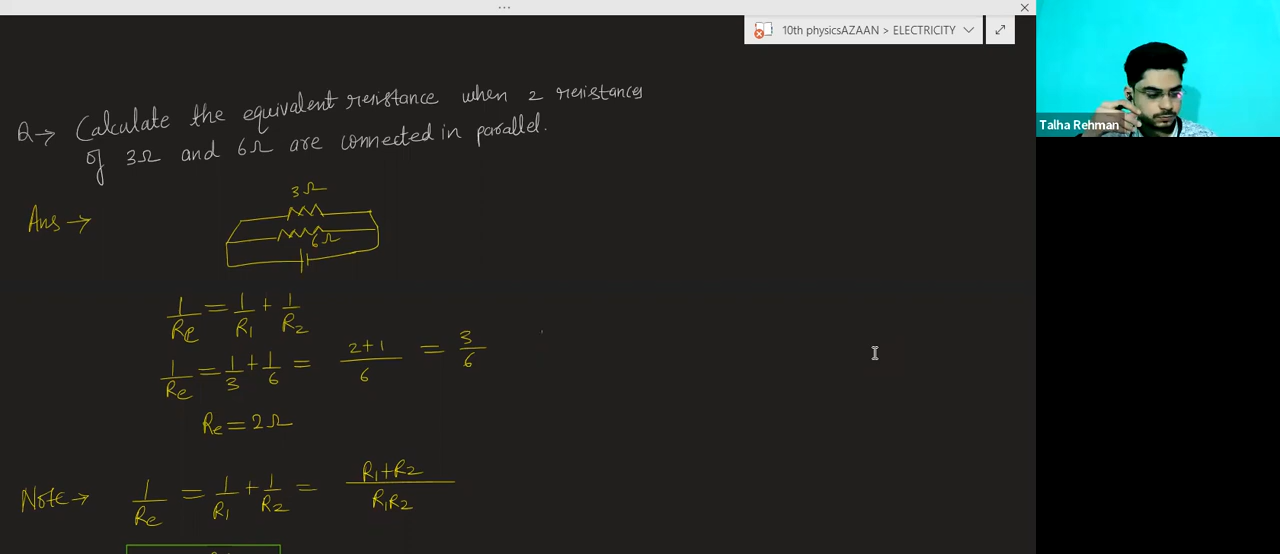 10th physicsAZAAN > ELECTRICITY
Talha Rehman
Q→ Calculate the equivalent resistance when 2 resistances
of 3Ω and 6Ω are connected in parallel.
Ans →
3Ω
6Ω
1/Re = 1/R1 + 1/R2
1/Re = 1/3 + 1/6 = 2+1/6 = 3/6
Re = 2Ω
Note → 1/Re = 1/R1 + 1/R2 = R1+R2/R1R2